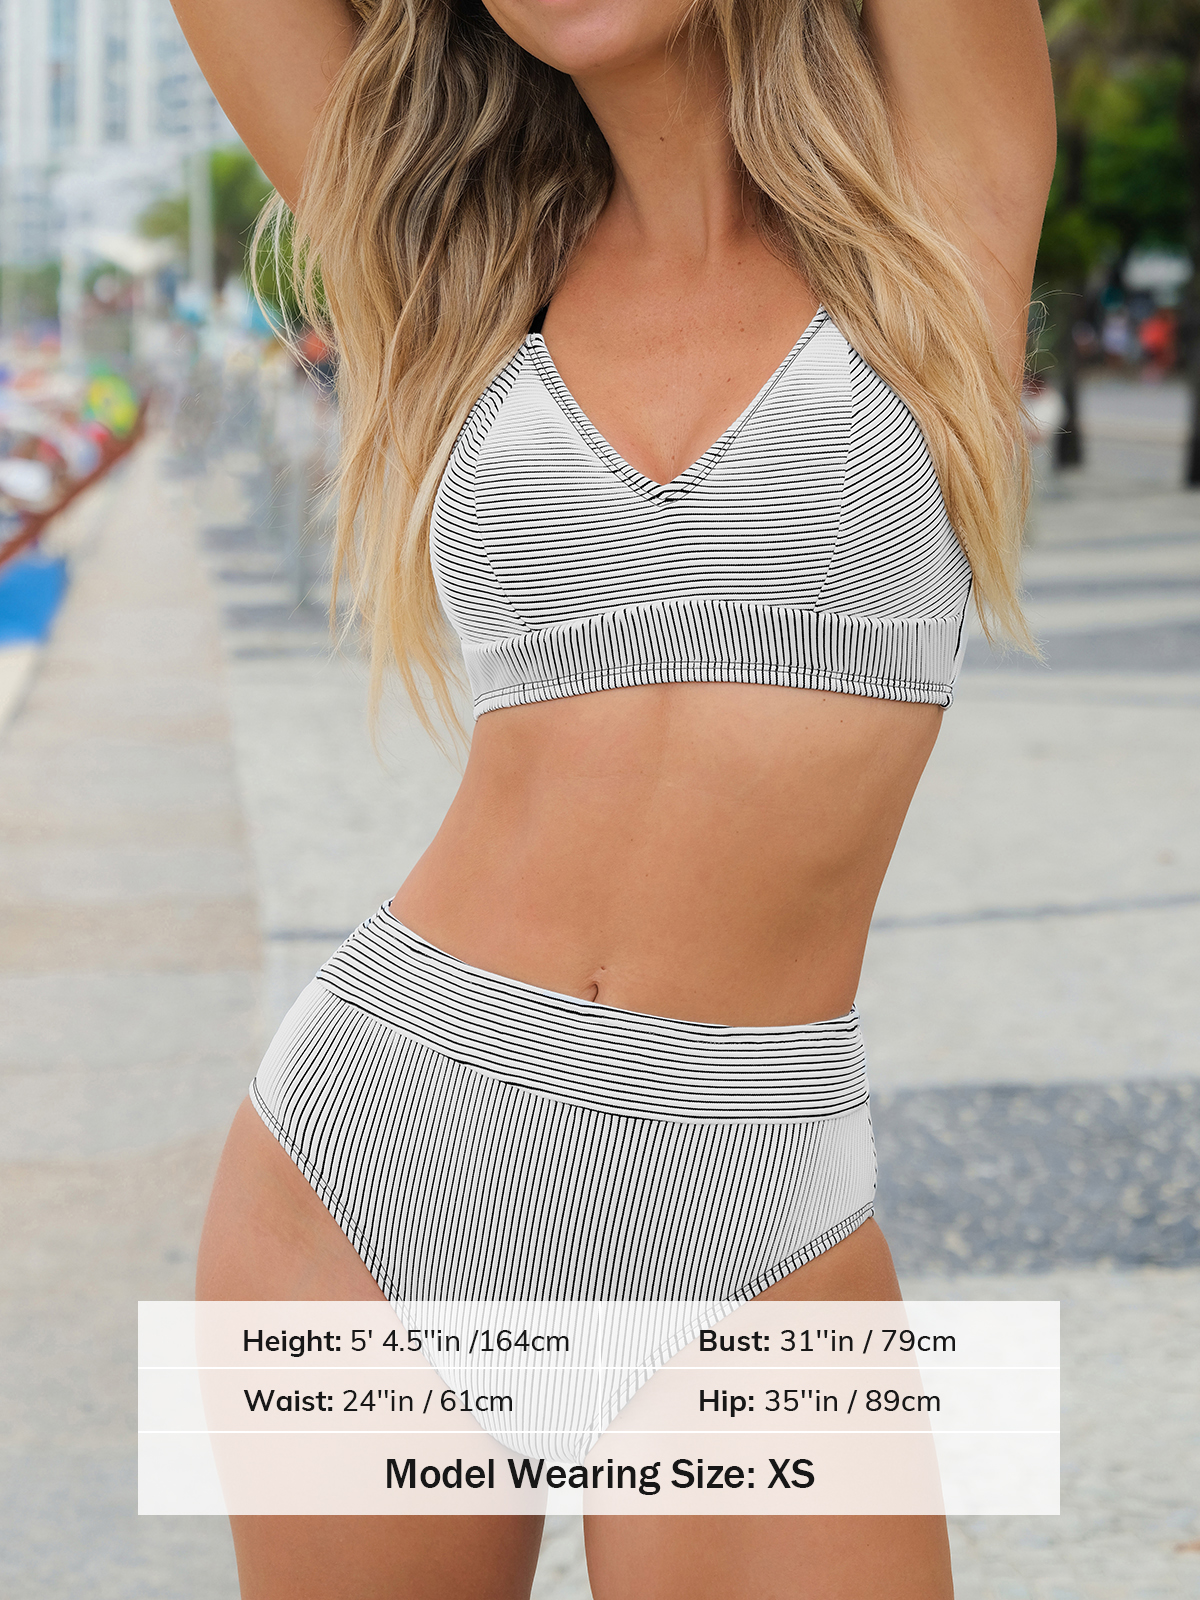 Height: 5' 4.5''in /164cm Bust: 31''in / 79cm
Waist: 24''in / 61cm Hip: 35''in / 89cm
Model Wearing Size: XS